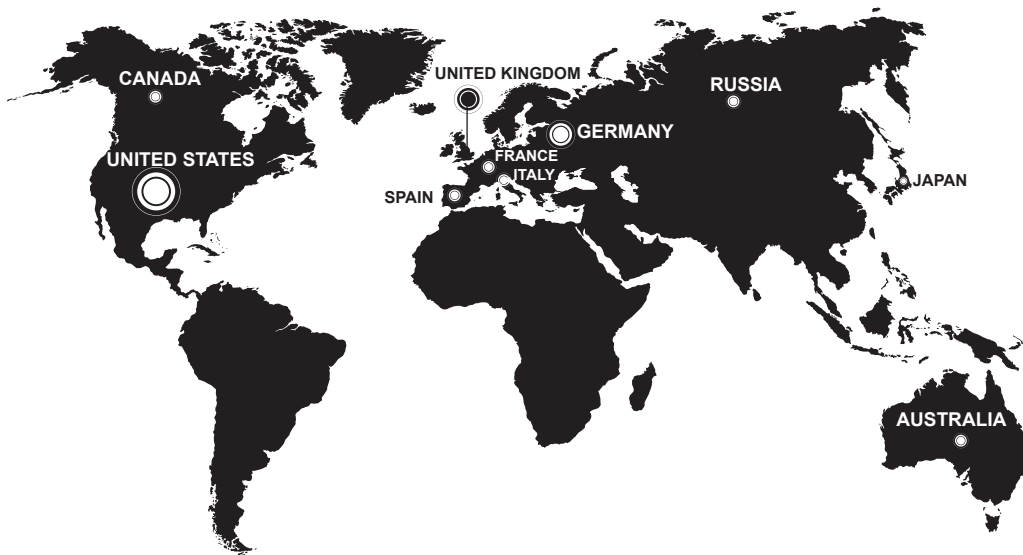 UNITED KINGDOM
CANADA
RUSSIA
GERMANY
UNITED STATES
FRANCE
ITALY
JAPAN
SPAIN
AUSTRALIA